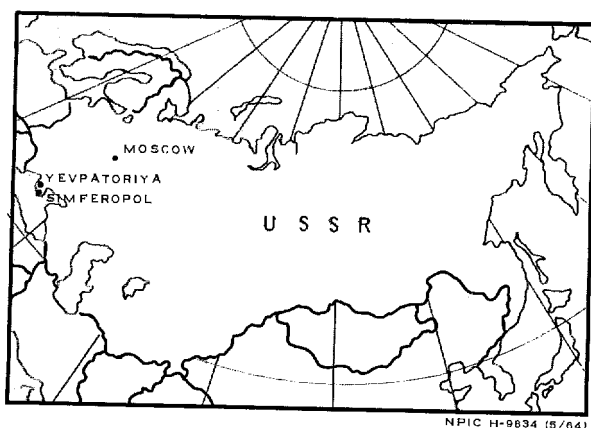 MOSCOW
YEVPATORIYA
SIMFEROPOL
U S S R
NPIC H-9834 (5/64)